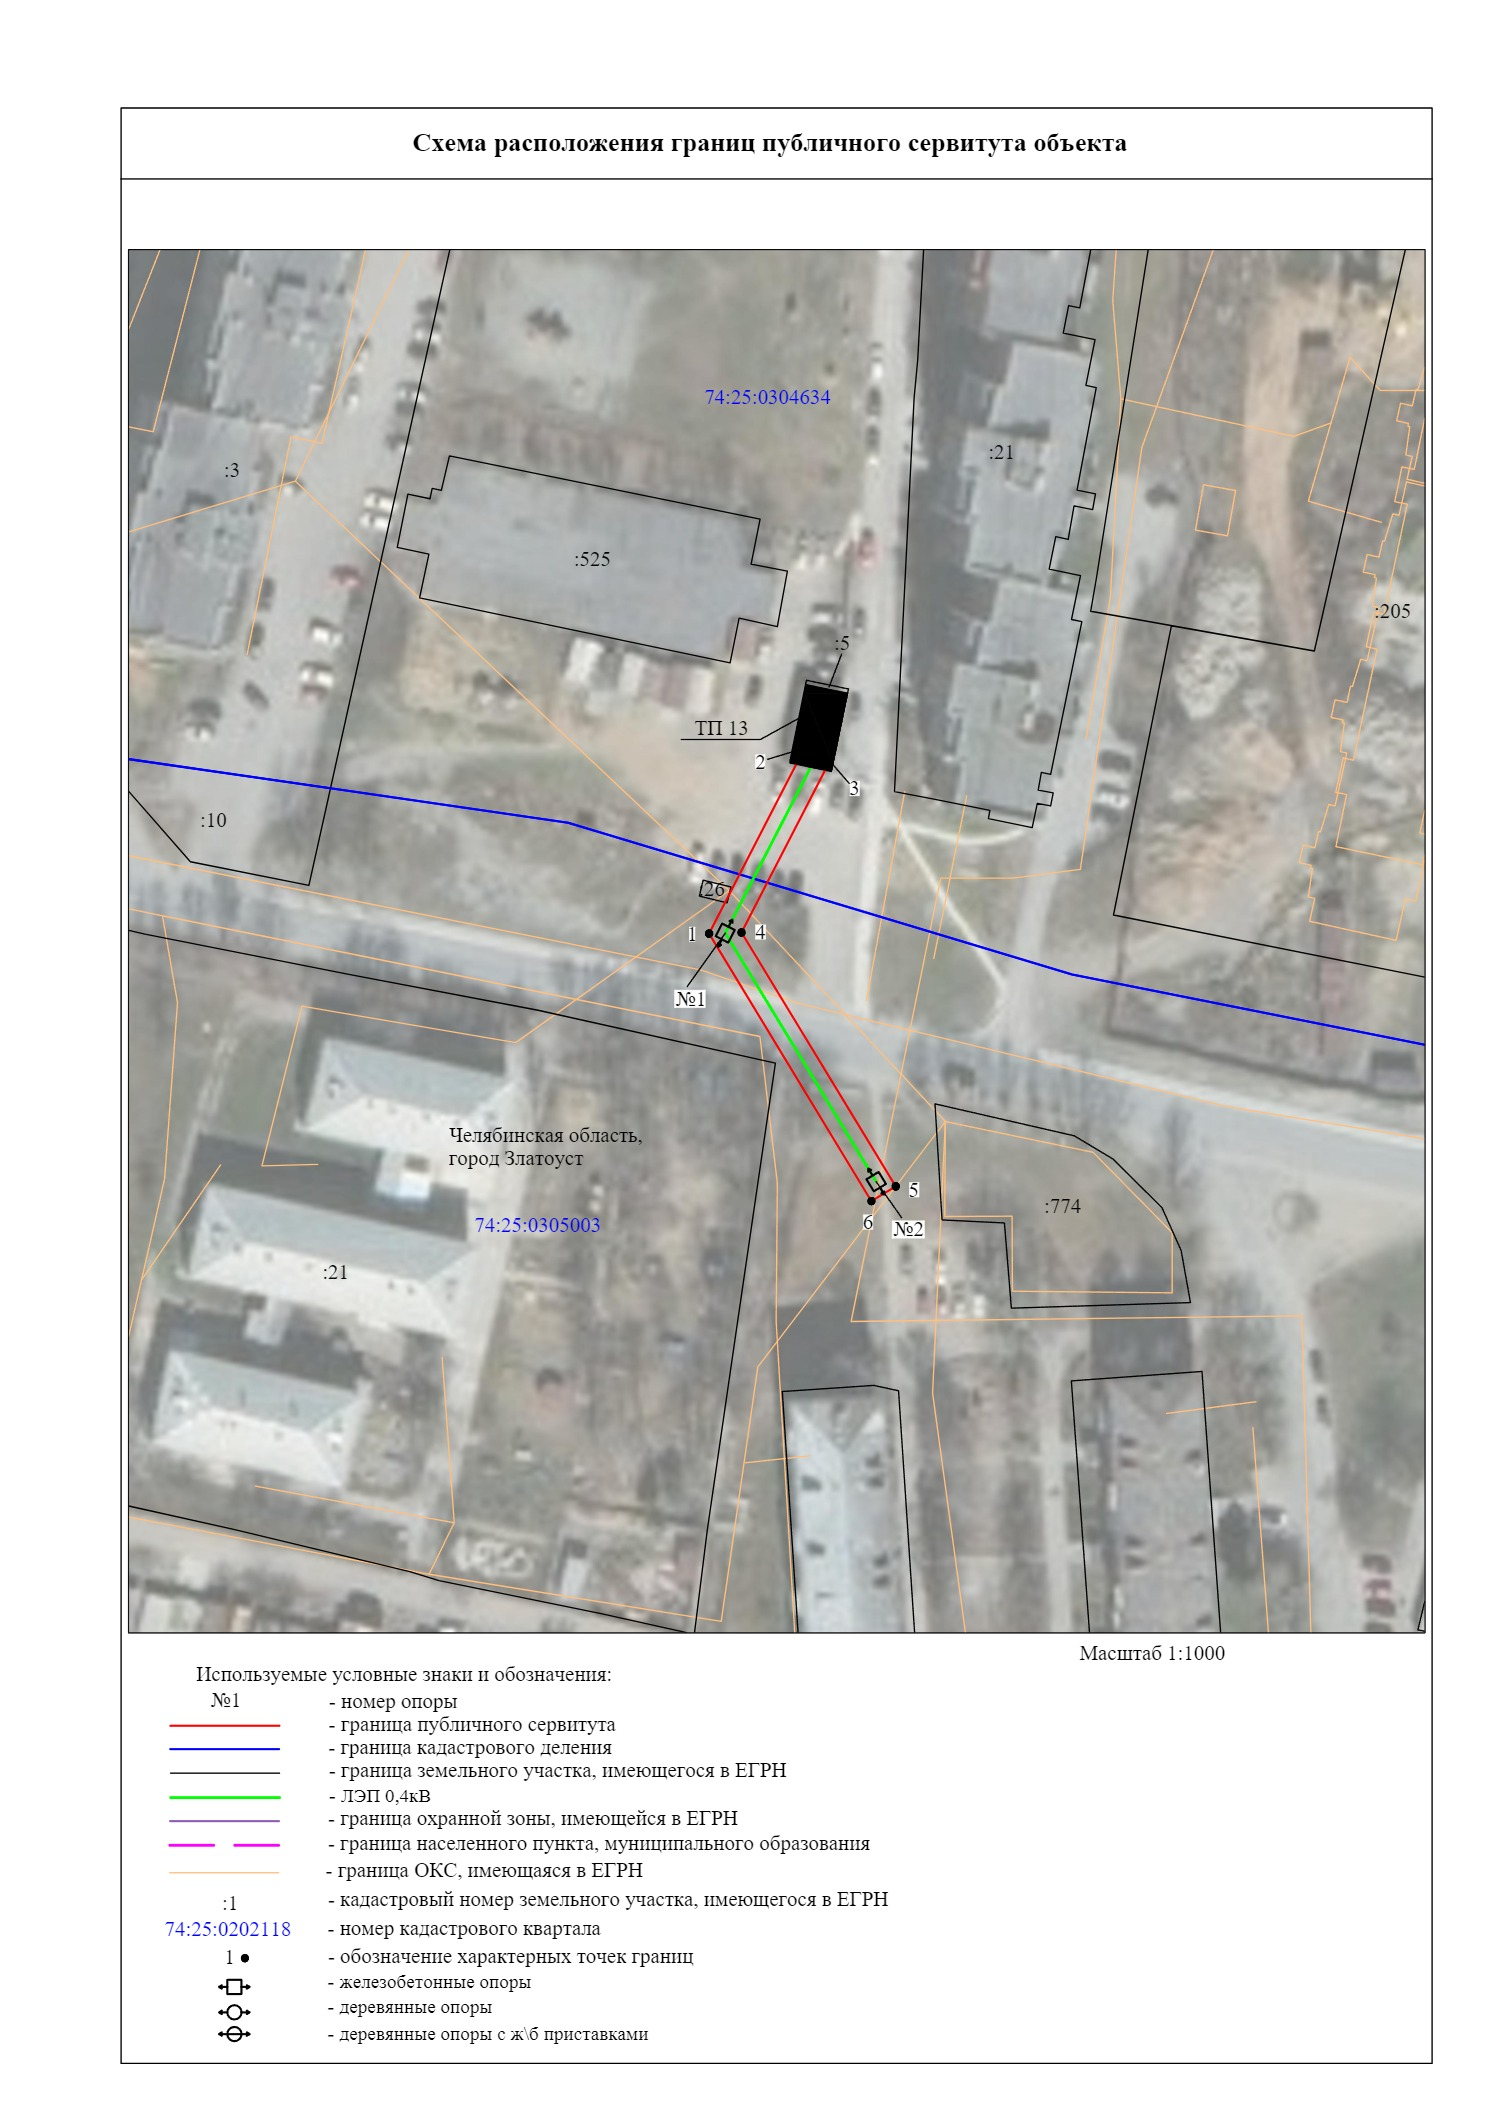 Схема расположения границ публичного сервитута объекта
74:25:0304634
:3
:21
:525
:205
:5
ТП 13
2
3
:10
:26
1
4
№1
Челябинская область,
город Златоуст
5
:774
6
№2
74:25:0305003
:21
Масштаб 1:1000
Используемые условные знаки и обозначения:
№1 - номер опоры
- граница публичного сервитута
- граница кадастрового деления
- граница земельного участка, имеющегося в ЕГРН
- ЛЭП 0,4кВ
- граница охранной зоны, имеющейся в ЕГРН
- граница населенного пункта, муниципального образования
- граница ОКС, имеющаяся в ЕГРН
:1 - кадастровый номер земельного участка, имеющегося в ЕГРН
74:25:0202118 - номер кадастрового квартала
1 - обозначение характерных точек границ
- железобетонные опоры
- деревянные опоры
- деревянные опоры с ж\б приставками